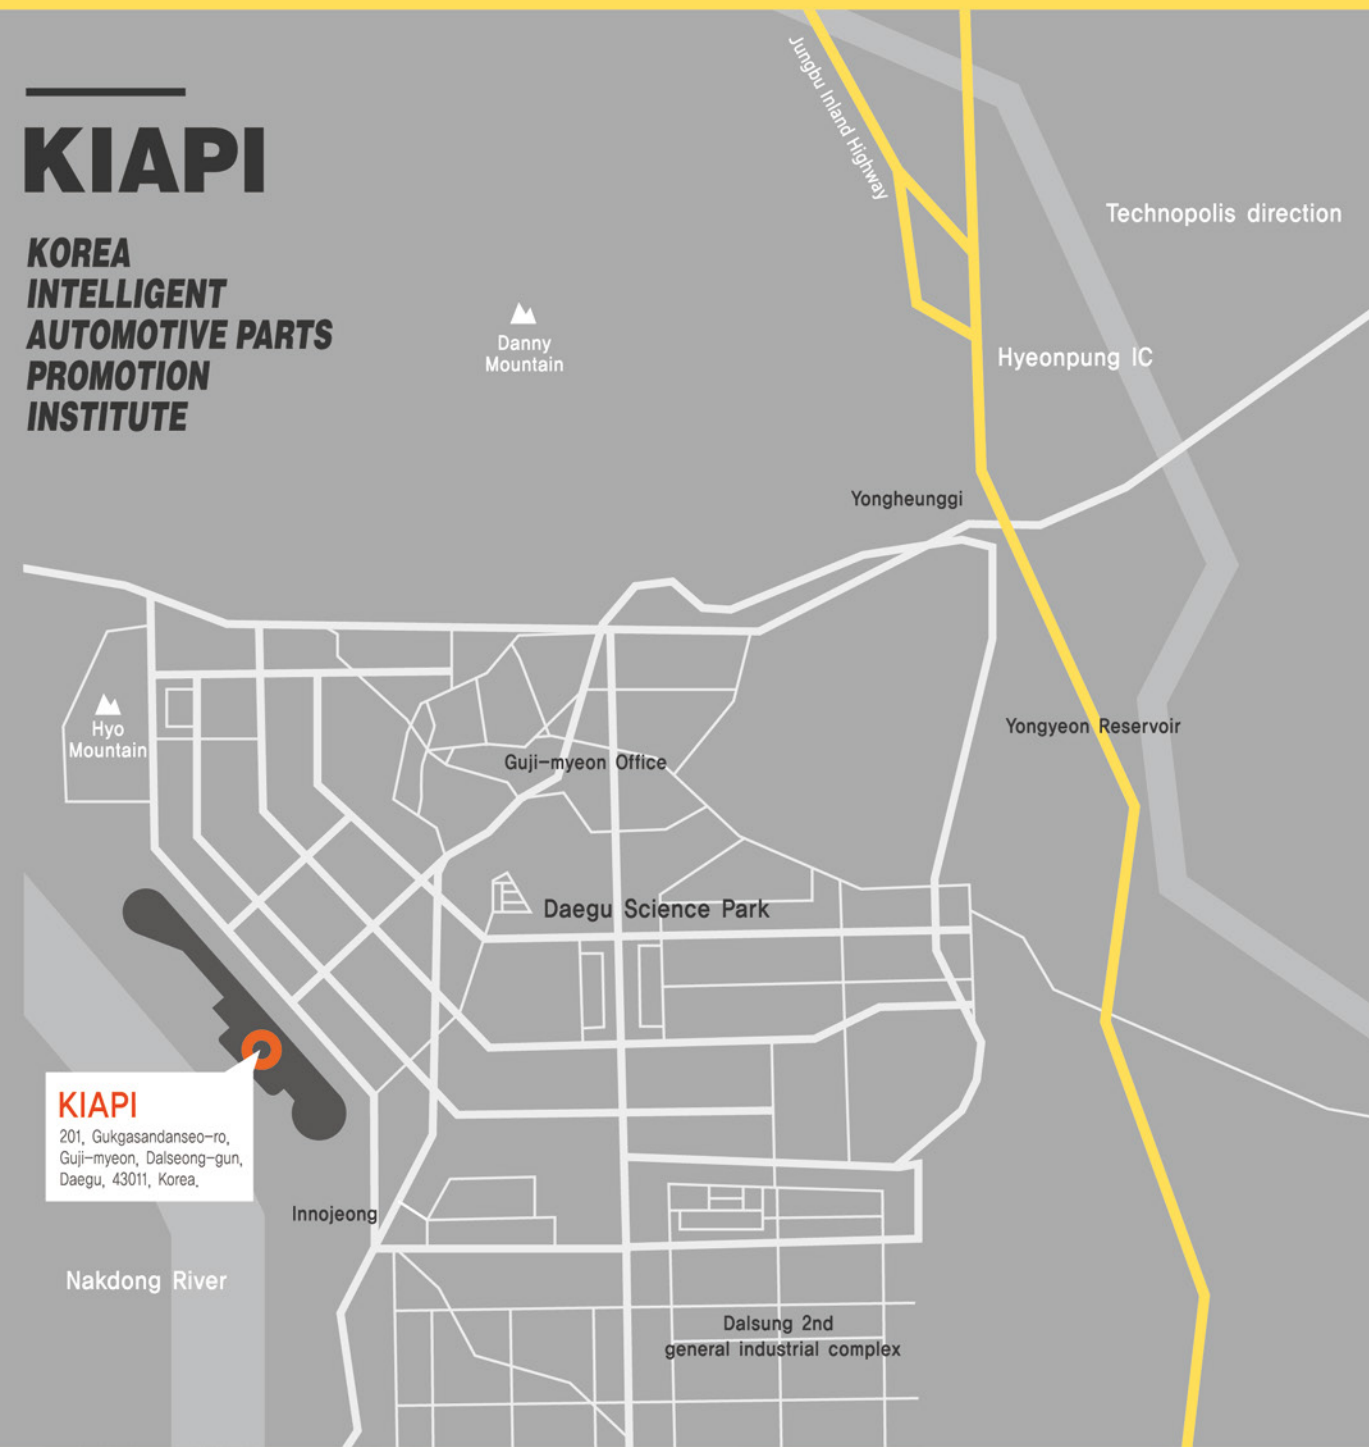 KIAPI
KOREA
INTELLIGENT
AUTOMOTIVE PARTS
PROMOTION
INSTITUTE
Jungbu Inland Highway
Technopolis direction
Danny
Mountain
Hyeonpung IC
Yongheunggi
Hyo
Mountain
Yongyeon Reservoir
Guji-myeon Office
Daegu Science Park
KIAPI
201, Gukgasandanseo-ro,
Guji-myeon, Dalseong-gun,
Daegu, 43011, Korea.
Innojeong
Nakdong River
Dalsung 2nd
general industrial complex